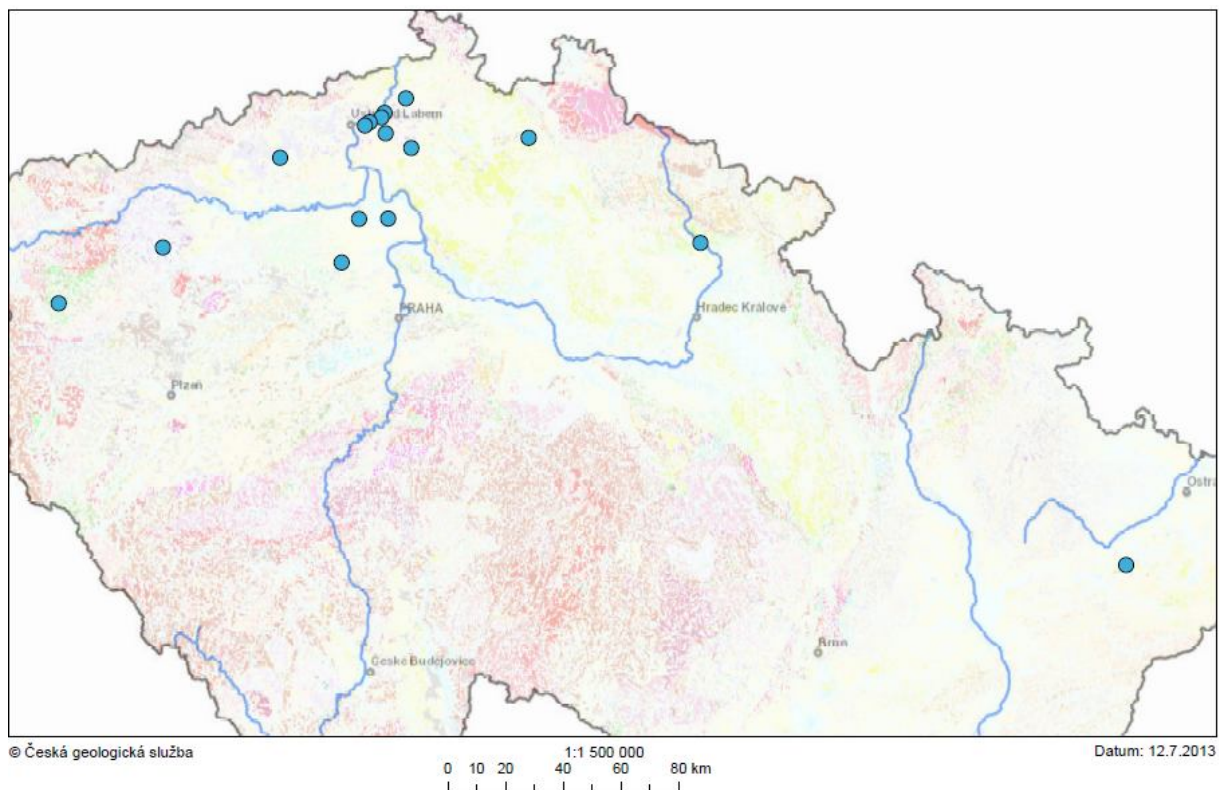 Ústí nad Labem
PRAHA
Hradec Králové
Plzeň
Ostra
Brno
České Budějovice
© Česká geologická služba
1:1 500 000
Datum: 12.7.2013
0 10 20 40 60 80 km